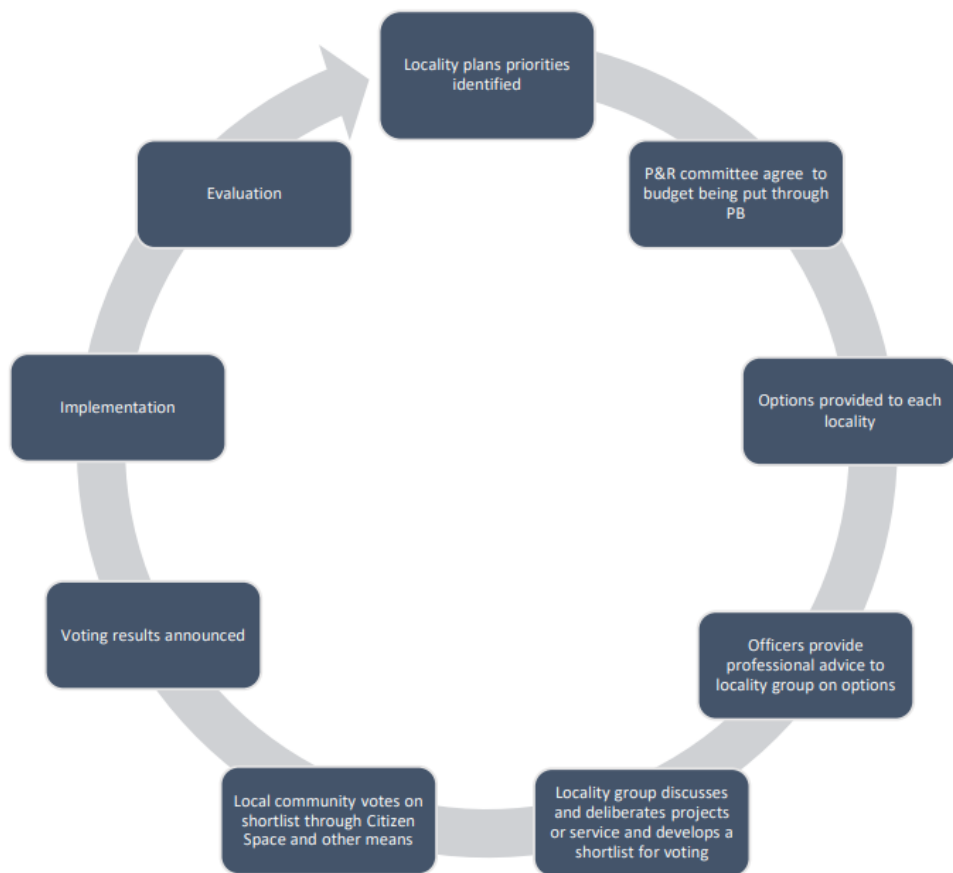 Locality plans priorities
identified
P&R committee agree to
budget being put through
PB
Options provided to each
locality
Officers provide
professional advice to
locality group on options
Locality group discusses
and deliberates projects
or service and develops a
shortlist for voting
Local community votes on
shortlist through Citizen
Space and other means
Voting results announced
Implementation
Evaluation